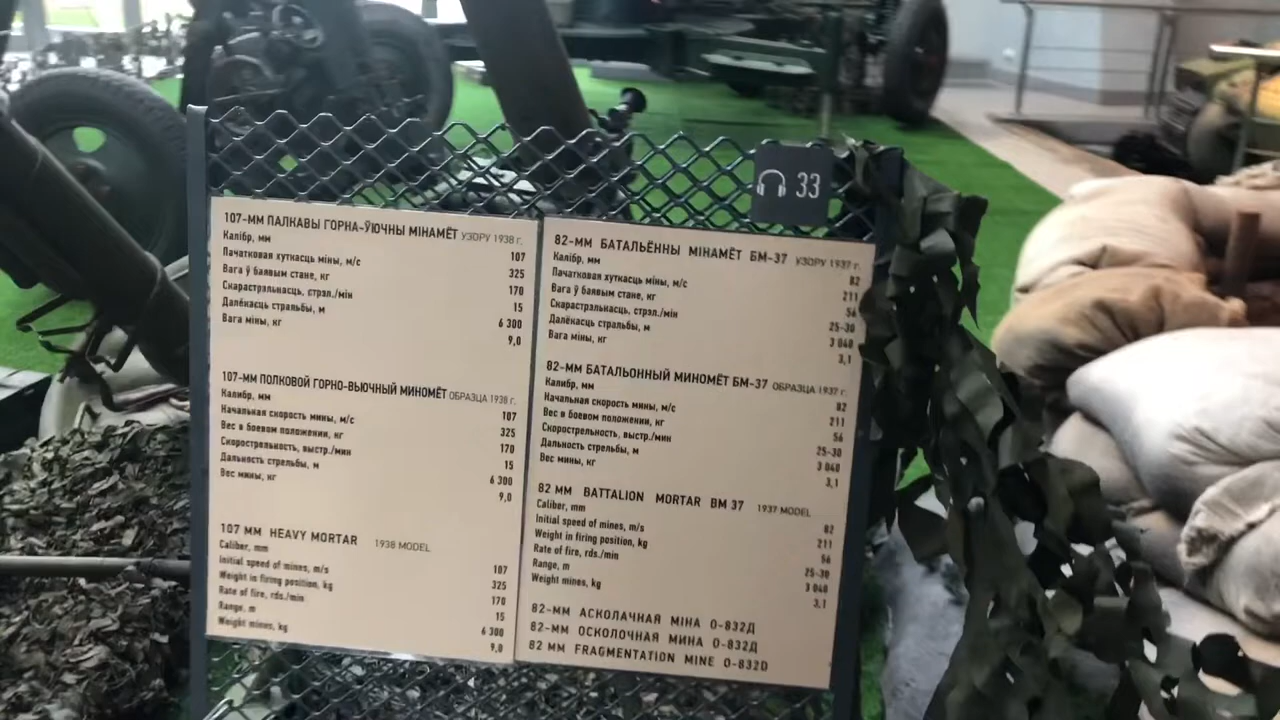 33
107-ММ ПАЛКАВЫ ГОРНА-ЎЮЧНЫ МІНАМЁТ УЗОРУ 1938 г.
Калібр, мм 107
Пачатковая хуткасць міны, м/с 325
Вага ў баявым стане, кг 170
Скарастрэльнасць, стрэл./мін 15
Далёкасць стральбы, м 6 300
Вага міны, кг 9,0
107-ММ ПОЛКОВОЙ ГОРНО-ВЬЮЧНЫЙ МИНОМЁТ ОБРАЗЦА 1938 г.
Калибр, мм 107
Начальная скорость мины, м/с 325
Вес в боевом положении, кг 170
Скорострельность, выстр./мин 15
Дальность стрельбы, м 6 300
Вес мины, кг 9,0
107 MM HEAVY MORTAR 1938 MODEL
Caliber, mm 107
Initial speed of mines, m/s 325
Weight in firing position, kg 170
Rate of fire, rds./min 15
Range, m 6 300
Weight mines, kg 9,0
82-ММ БАТАЛЬЁННЫ МІНАМЁТ БМ-37 УЗОРУ 1937 г.
Калібр, мм 82
Пачатковая хуткасць міны, м/с 211
Вага ў баявым стане, кг 56
Скарастрэльнасць, стрэл./мін 25-30
Далёкасць стральбы, м 3 040
Вага міны, кг 3,1
82-ММ БАТАЛЬОННЫЙ МИНОМЁТ БМ-37 ОБРАЗЦА 1937 г.
Калибр, мм 82
Начальная скорость мины, м/с 211
Вес в боевом положении, кг 56
Скорострельность, выстр./мин 25-30
Дальность стрельбы, м 3 040
Вес мины, кг 3,1
82 MM BATTALION MORTAR BM 37 1937 MODEL
Caliber, mm 82
Initial speed of mines, m/s 211
Weight in firing position, kg 56
Rate of fire, rds./min 25-30
Range, m 3 040
Weight mines, kg 3,1
82-ММ АСКОЛАЧНАЯ МІНА О-832Д
82-ММ ОСКОЛОЧНАЯ МИНА О-832Д
82 MM FRAGMENTATION MINE O-832D